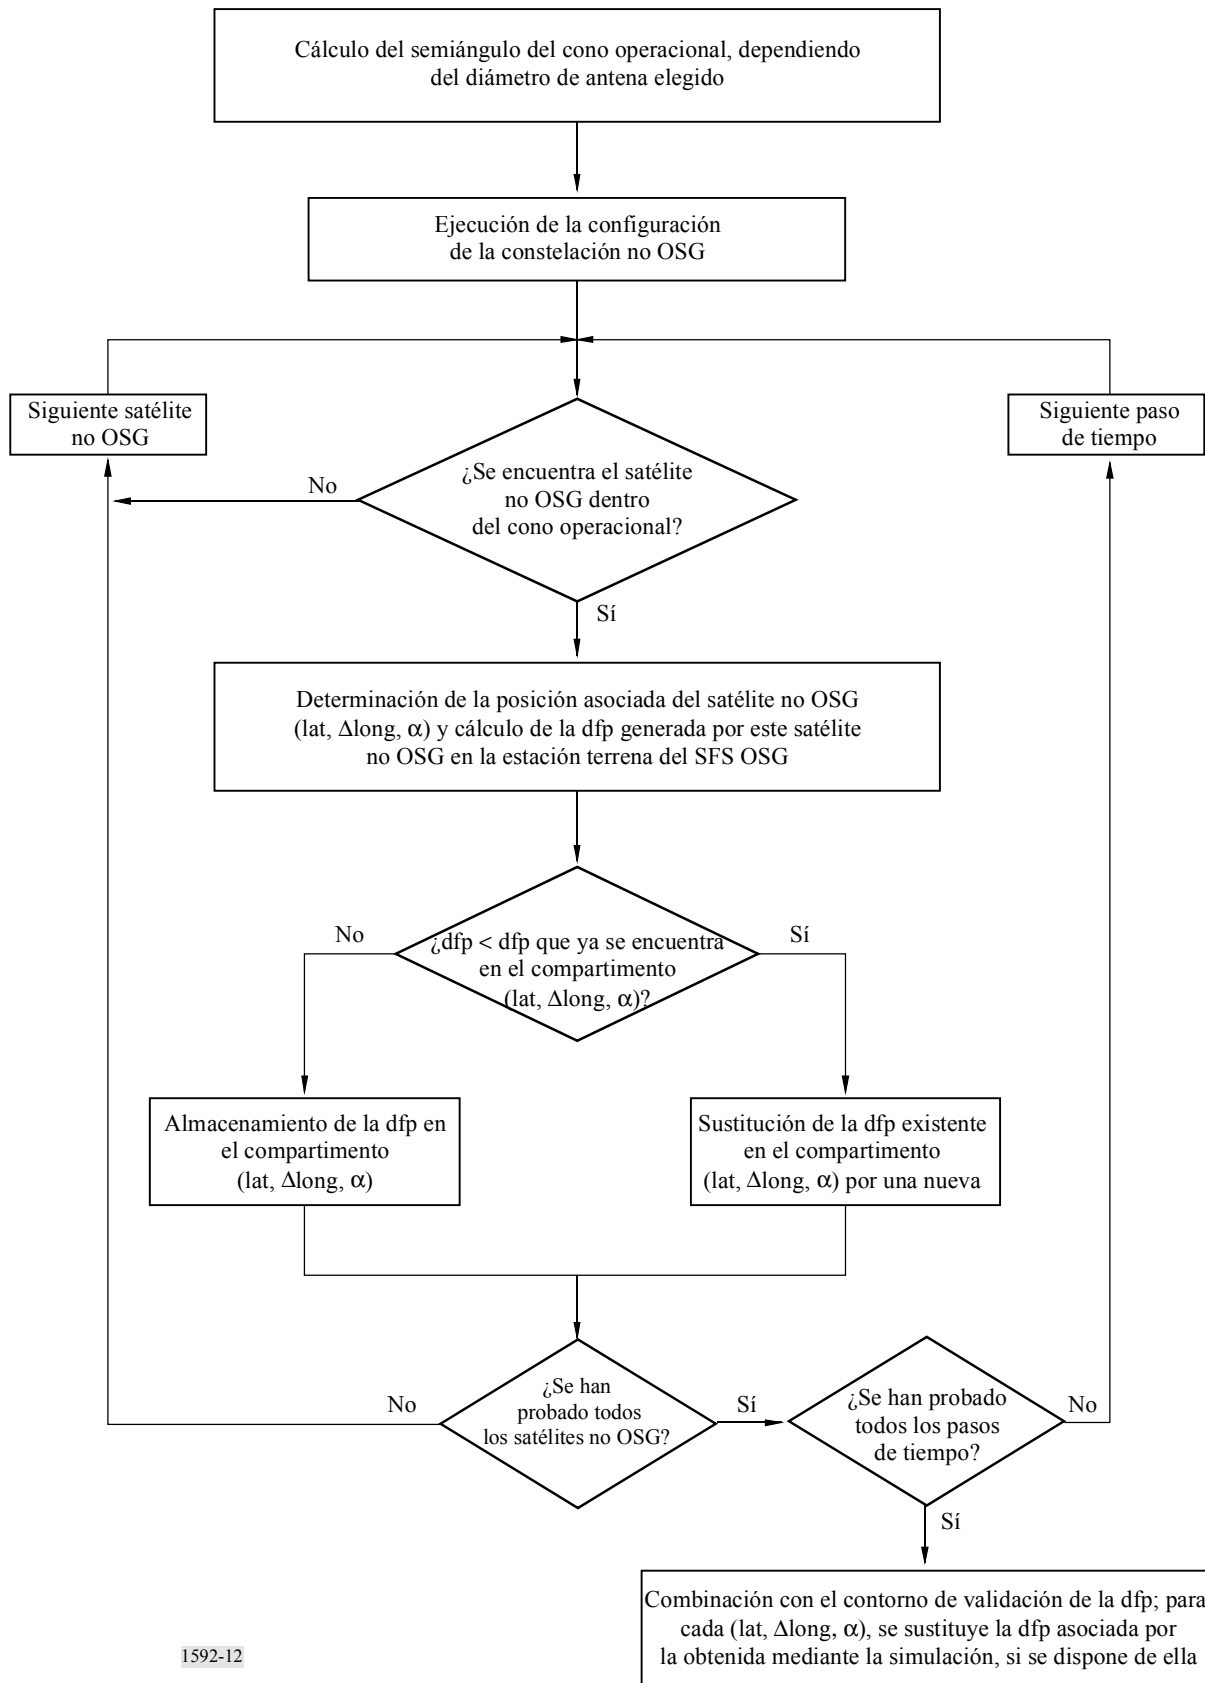 Cálculo del semiángulo del cono operacional, dependiendo
del diámetro de antena elegido
Ejecución de la configuración
de la constelación no OSG
Siguiente satélite
no OSG
Siguiente paso
de tiempo
¿Se encuentra el satélite
no OSG dentro
del cono operacional?
No
Sí
Determinación de la posición asociada del satélite no OSG
(lat, Δlong, α) y cálculo de la dfp generada por este satélite
no OSG en la estación terrena del SFS OSG
No
¿dfp < dfp que ya se encuentra
en el compartimento
(lat, Δlong, α)?
Sí
Almacenamiento de la dfp en
el compartimento
(lat, Δlong, α)
Sustitución de la dfp existente
en el compartimento
(lat, Δlong, α) por una nueva
No
¿Se han
probado todos
los satélites no OSG?
Sí
¿Se han probado
todos los pasos
de tiempo?
No
Sí
Combinación con el contorno de validación de la dfp; para
cada (lat, Δlong, α), se sustituye la dfp asociada por
la obtenida mediante la simulación, si se dispone de ella
1592-12